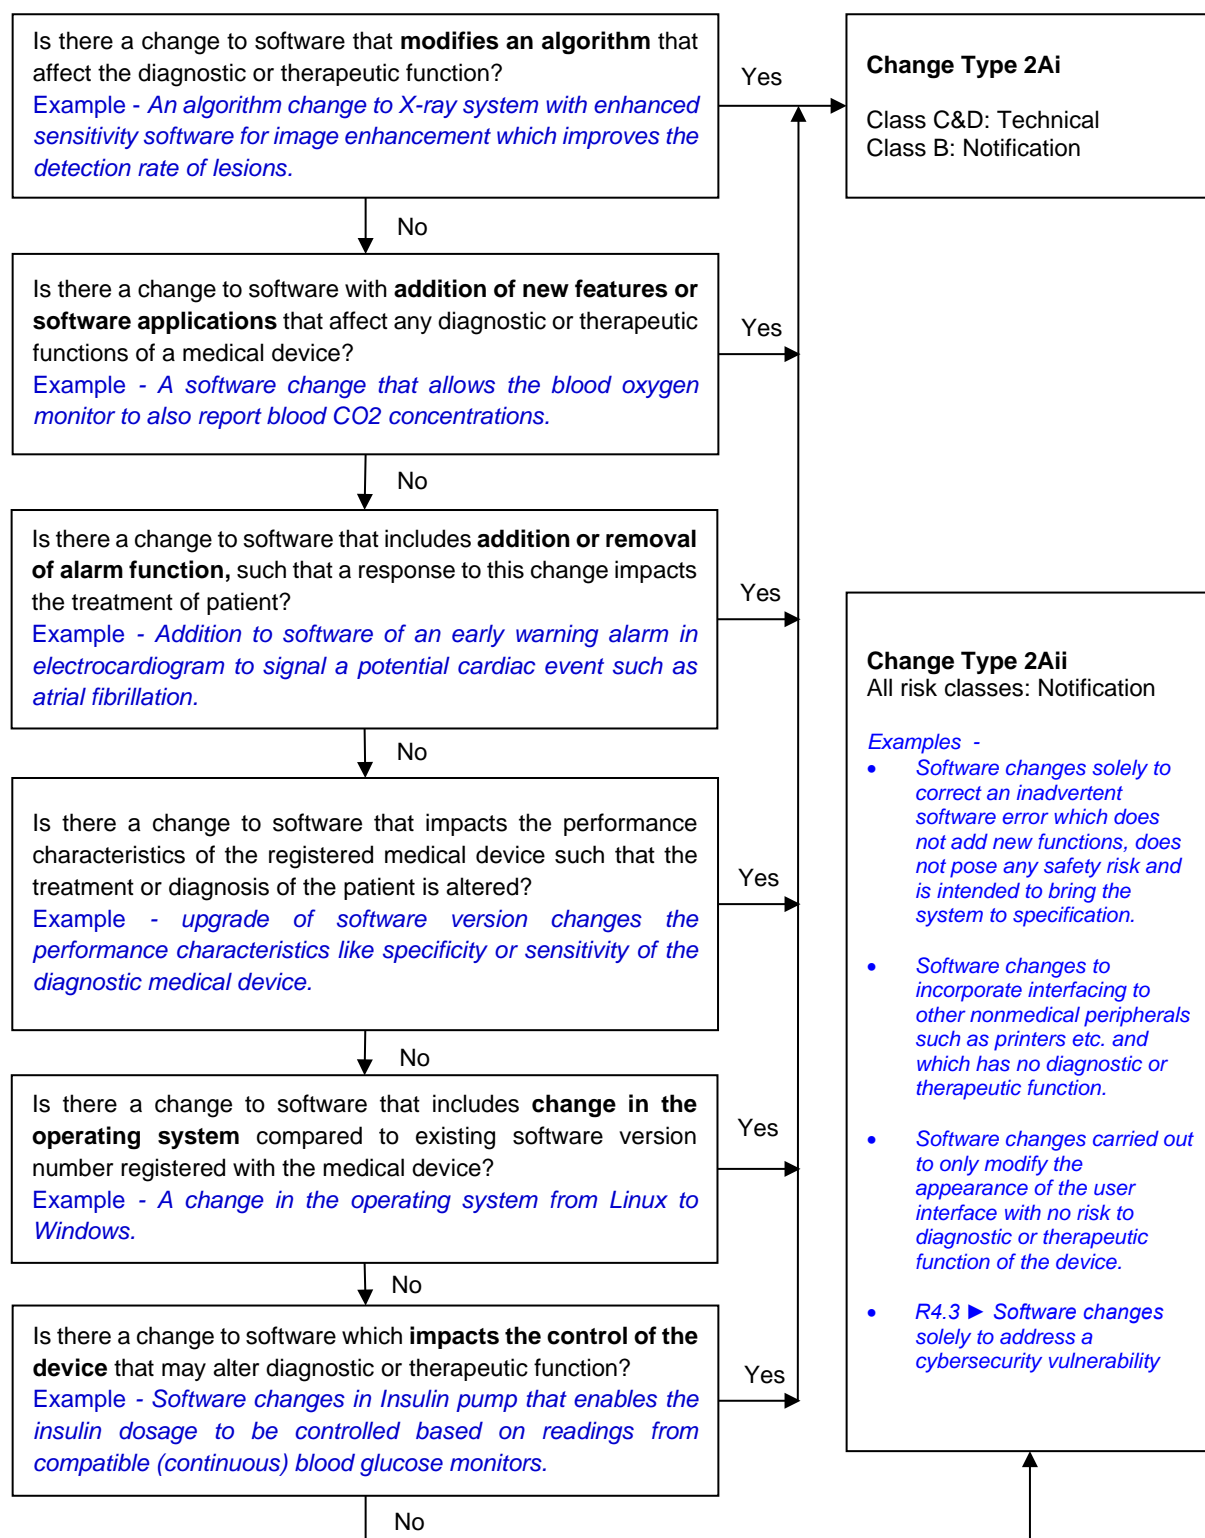 Is there a change to software that modifies an algorithm that
affect the diagnostic or therapeutic function?
Example - An algorithm change to X-ray system with enhanced
sensitivity software for image enhancement which improves the
detection rate of lesions.
Yes
Change Type 2Ai
Class C&D: Technical
Class B: Notification
No
Is there a change to software with addition of new features or
software applications that affect any diagnostic or therapeutic
functions of a medical device?
Example - A software change that allows the blood oxygen
monitor to also report blood CO2 concentrations.
Yes
No
Is there a change to software that includes addition or removal
of alarm function, such that a response to this change impacts
the treatment of patient?
Example - Addition to software of an early warning alarm in
electrocardiogram to signal a potential cardiac event such as
atrial fibrillation.
Yes
No
Is there a change to software that impacts the performance
characteristics of the registered medical device such that the
treatment or diagnosis of the patient is altered?
Example - upgrade of software version changes the
performance characteristics like specificity or sensitivity of the
diagnostic medical device.
Yes
No
Is there a change to software that includes change in the
operating system compared to existing software version
number registered with the medical device?
Example - A change in the operating system from Linux to
Windows.
Yes
No
Is there a change to software which impacts the control of the
device that may alter diagnostic or therapeutic function?
Example - Software changes in Insulin pump that enables the
insulin dosage to be controlled based on readings from
compatible (continuous) blood glucose monitors.
Yes
No
Change Type 2Aii
All risk classes: Notification
Examples -
• Software changes solely to
correct an inadvertent
software error which does
not add new functions, does
not pose any safety risk and
is intended to bring the
system to specification.
• Software changes to
incorporate interfacing to
other nonmedical peripherals
such as printers etc. and
which has no diagnostic or
therapeutic function.
• Software changes carried out
to only modify the
appearance of the user
interface with no risk to
diagnostic or therapeutic
function of the device.
• R4.3 ► Software changes
solely to address a
cybersecurity vulnerability